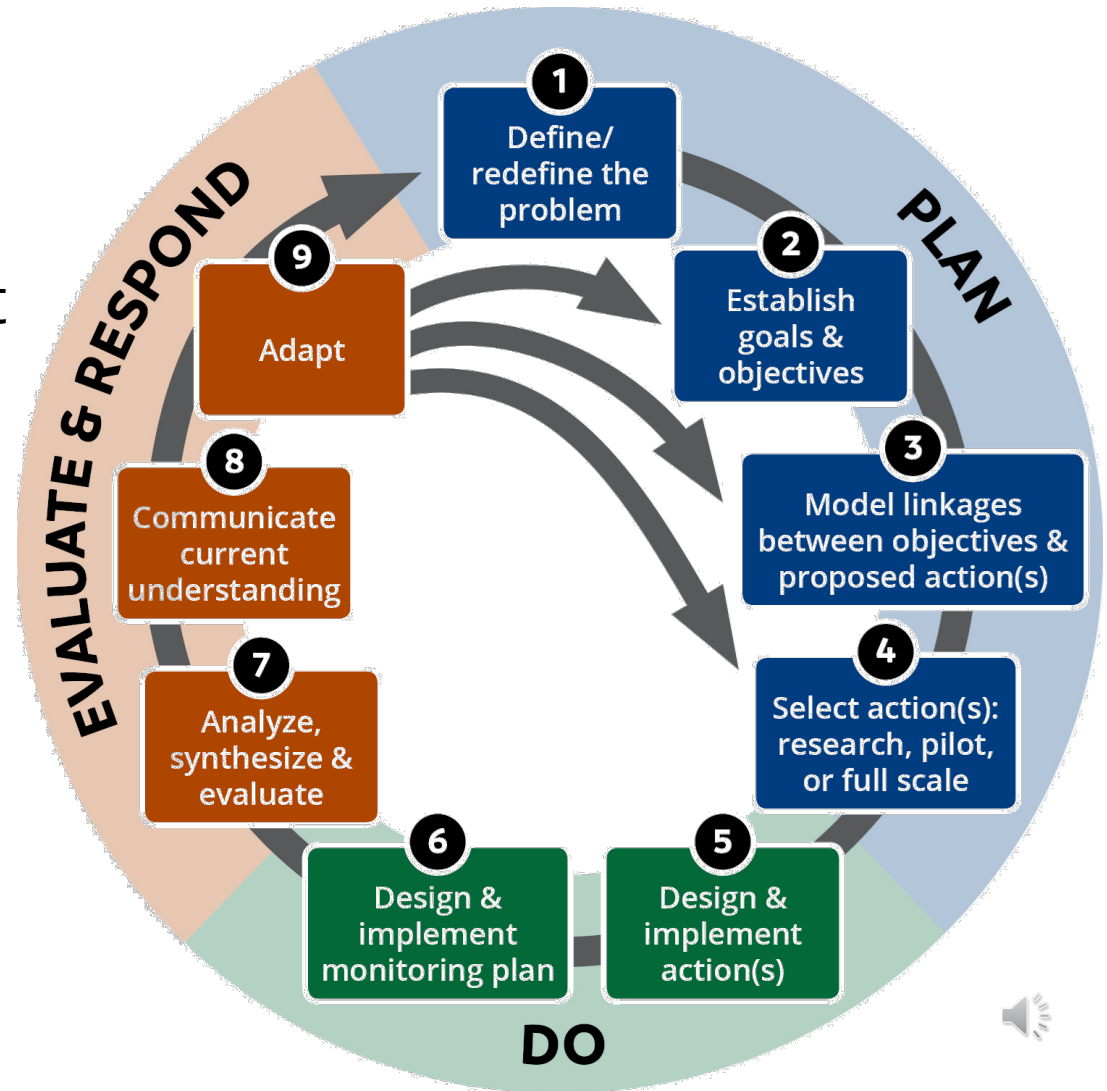 1
Define/
redefine the
problem
PLAN
2
Establish
goals &
objectives
3
Model linkages
between objectives &
proposed action(s)
4
Select action(s):
research, pilot,
or full scale
5
Design &
implement
action(s)
DO
6
Design &
implement
monitoring plan
7
Analyze,
synthesize &
evaluate
EVALUATE & RESPOND
8
Communicate
current
understanding
9
Adapt
t